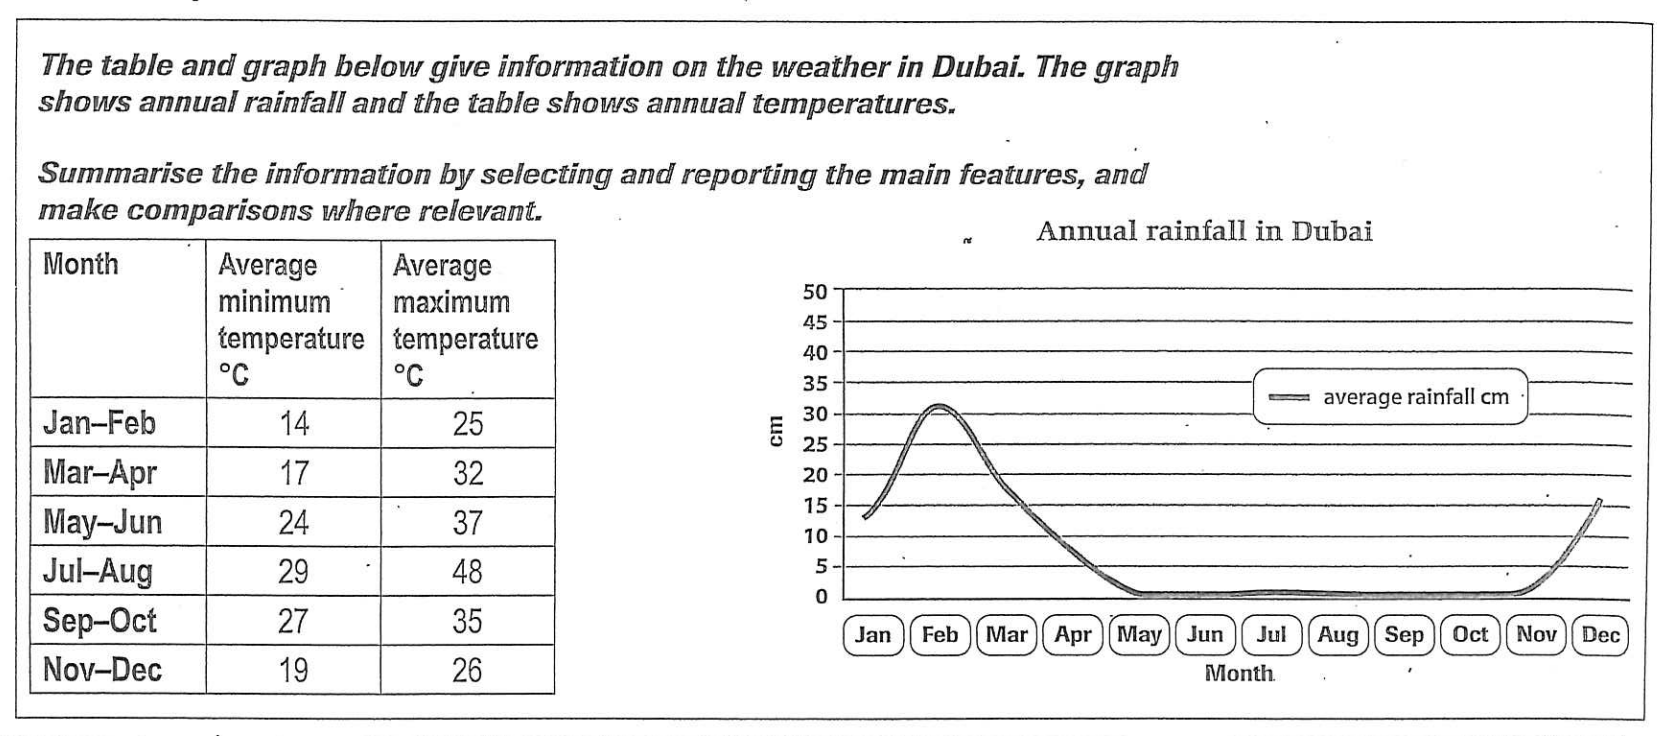 The table and graph below give information on the weather in Dubai. The graph
shows annual rainfall and the table shows annual temperatures.
Summarise the information by selecting and reporting the main features, and
make comparisons where relevant.
Month
Average
minimum
temperature
°C
Average
maximum
temperature
°C
Jan–Feb 14 25
Mar–Apr 17 32
May–Jun 24 37
Jul–Aug 29 48
Sep–Oct 27 35
Nov–Dec 19 26
Annual rainfall in Dubai
50
45
40
35
30
25
20
15
10
5
0
cm
average rainfall cm
Jan Feb Mar Apr May Jun Jul Aug Sep Oct Nov Dec
Month